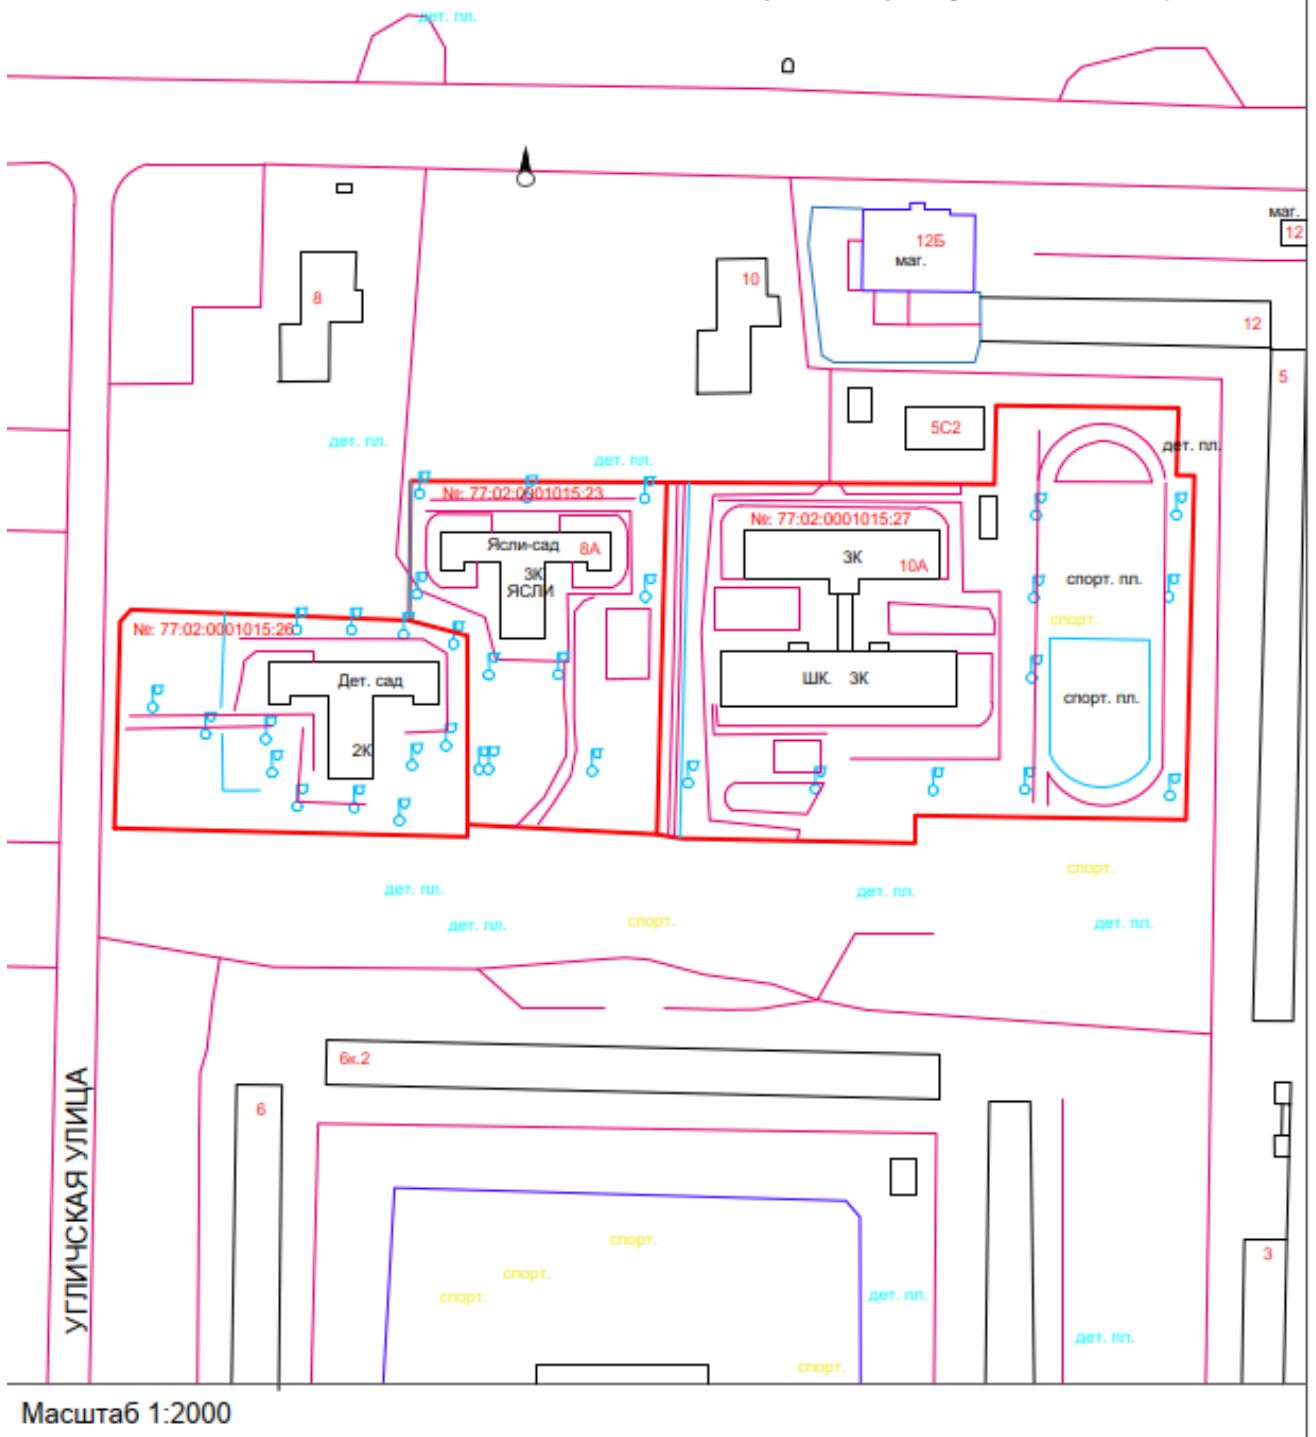 дет. пл.
маг.
12
12Б
маг.
8
10
12
5
5С2
дет. пл.
дет. пл.
дет. пл.
№: 77:02:0001015:23
№: 77:02:0001015:27
Ясли-сад
8А
3К
ЯСЛИ
3К
10А
спорт. пл.
спорт.
№: 77:02:0001015:26
Дет. сад
ШК. 3К
спорт. пл.
2К
спорт.
дет. пл.
дет. пл.
дет. пл.
спорт.
дет. пл.
6к.2
6
УГЛИЧСКАЯ УЛИЦА
спорт.
3
спорт.
спорт.
дет. пл.
дет. пл.
спорт.
Масштаб 1:2000